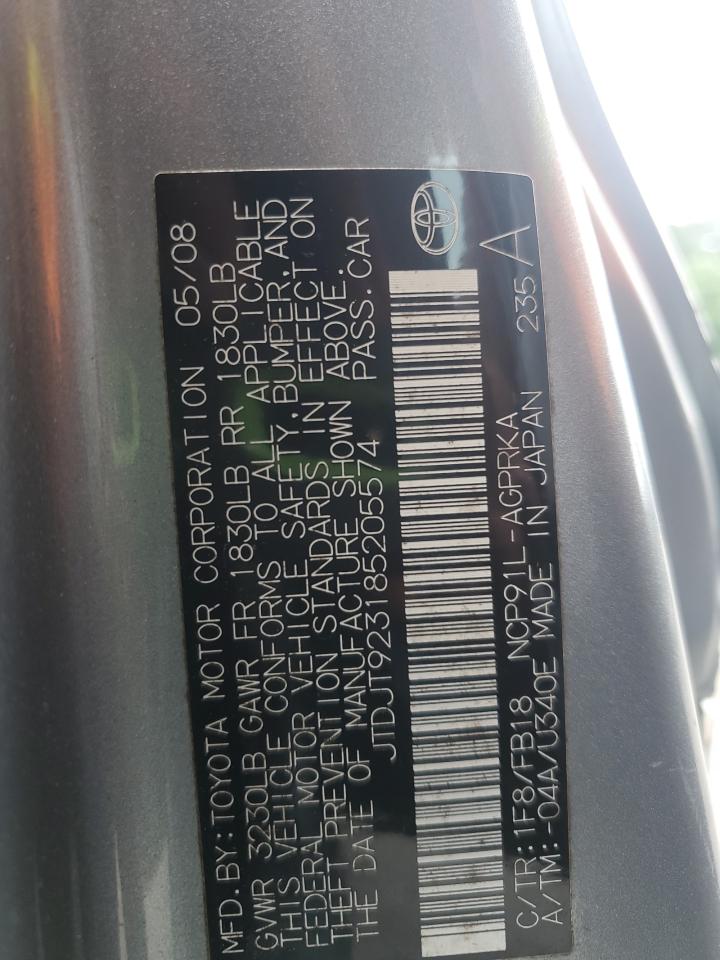 MFD.BY:TOYOTA MOTOR CORPORATION 05/08
GVWR 3230LB GAWR FR 1830LB RR 1830LB
THIS VEHICLE CONFORMS TO ALL APPLICABLE
FEDERAL MOTOR VEHICLE SAFETY,BUMPER,AND
THEFT PREVENTION STANDARDS IN EFFECT ON
THE DATE OF MANUFACTURE SHOWN ABOVE.
JTDJT923185205574 PASS.CAR
C/TR:1F8/FB18 NCP91L-AGPRKA
A/TM:-04A/U340E MADE IN JAPAN 235 A